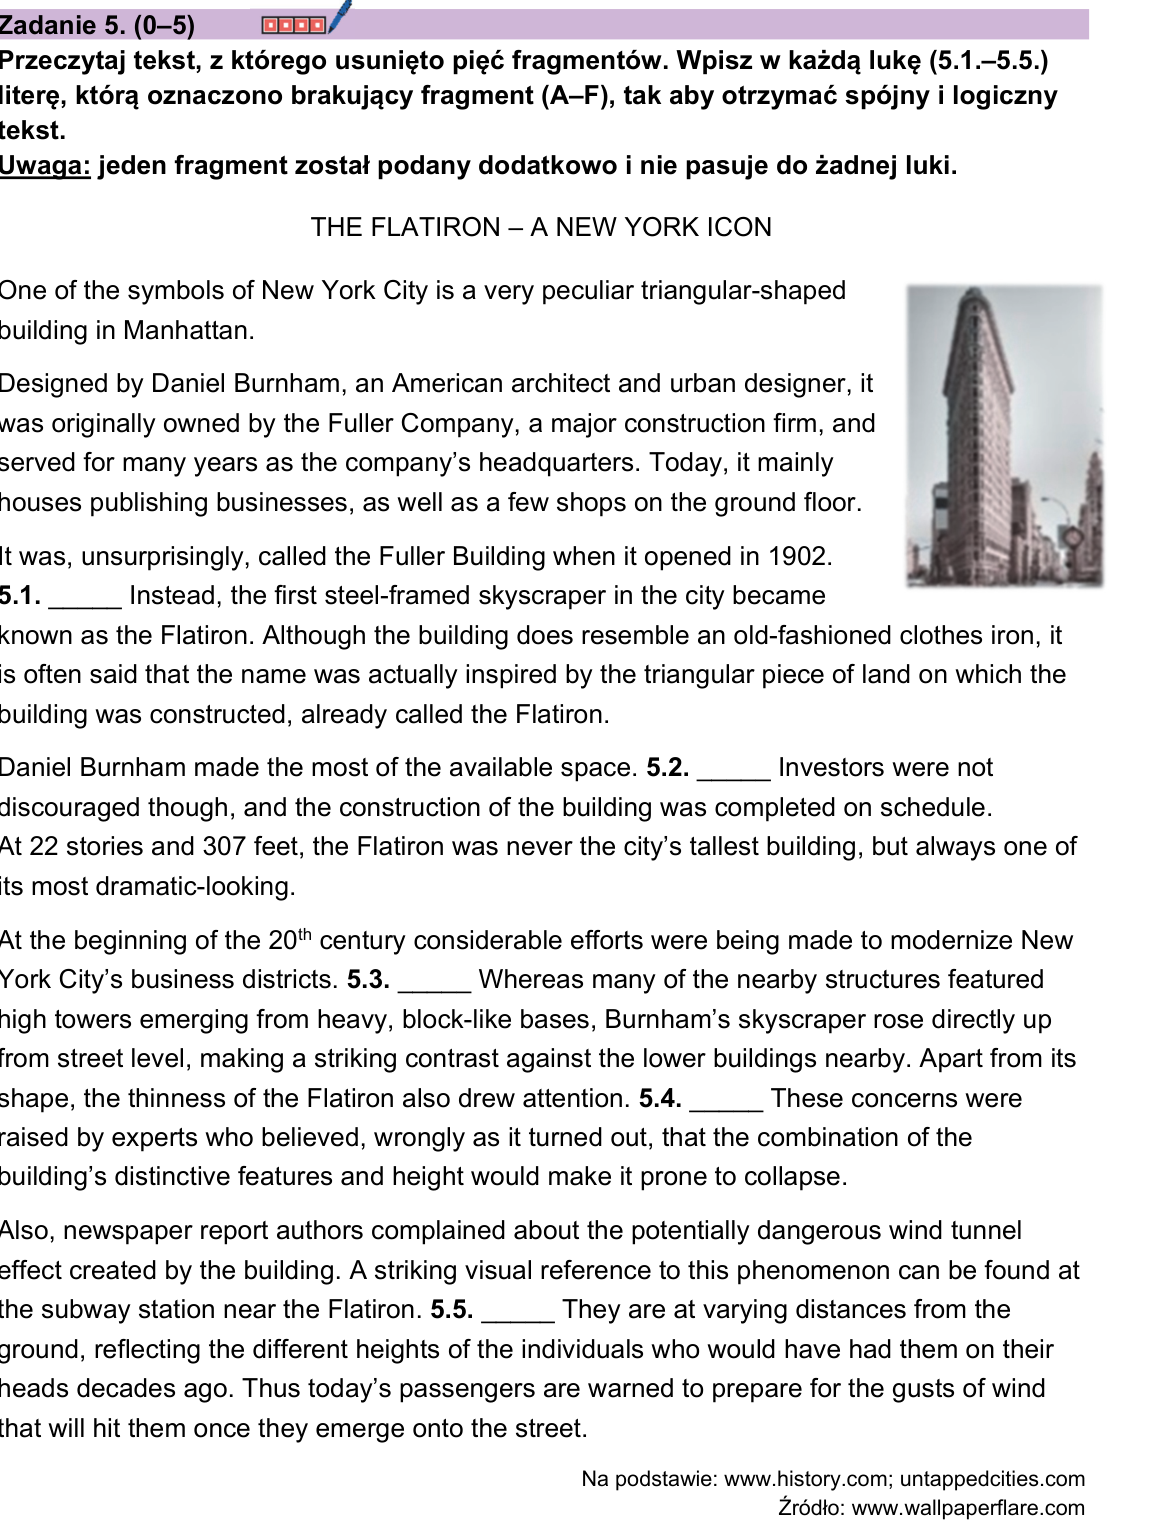 Zadanie 5. (0–5)
Przeczytaj tekst, z którego usunięto pięć fragmentów. Wpisz w każdą lukę (5.1.–5.5.)
literę, którą oznaczono brakujący fragment (A–F), tak aby otrzymać spójny i logiczny
tekst.
Uwaga: jeden fragment został podany dodatkowo i nie pasuje do żadnej luki.
THE FLATIRON – A NEW YORK ICON
One of the symbols of New York City is a very peculiar triangular-shaped
building in Manhattan.
Designed by Daniel Burnham, an American architect and urban designer, it
was originally owned by the Fuller Company, a major construction firm, and
served for many years as the company’s headquarters. Today, it mainly
houses publishing businesses, as well as a few shops on the ground floor.
It was, unsurprisingly, called the Fuller Building when it opened in 1902.
5.1. _____ Instead, the first steel-framed skyscraper in the city became
known as the Flatiron. Although the building does resemble an old-fashioned clothes iron, it
is often said that the name was actually inspired by the triangular piece of land on which the
building was constructed, already called the Flatiron.
Daniel Burnham made the most of the available space. 5.2. _____ Investors were not
discouraged though, and the construction of the building was completed on schedule.
At 22 stories and 307 feet, the Flatiron was never the city’s tallest building, but always one of
its most dramatic-looking.
At the beginning of the 20th century considerable efforts were being made to modernize New
York City’s business districts. 5.3. _____ Whereas many of the nearby structures featured
high towers emerging from heavy, block-like bases, Burnham’s skyscraper rose directly up
from street level, making a striking contrast against the lower buildings nearby. Apart from its
shape, the thinness of the Flatiron also drew attention. 5.4. _____ These concerns were
raised by experts who believed, wrongly as it turned out, that the combination of the
building’s distinctive features and height would make it prone to collapse.
Also, newspaper report authors complained about the potentially dangerous wind tunnel
effect created by the building. A striking visual reference to this phenomenon can be found at
the subway station near the Flatiron. 5.5. _____ They are at varying distances from the
ground, reflecting the different heights of the individuals who would have had them on their
heads decades ago. Thus today’s passengers are warned to prepare for the gusts of wind
that will hit them once they emerge onto the street.
Na podstawie: www.history.com; untappedcities.com
Źródło: www.wallpaperflare.com